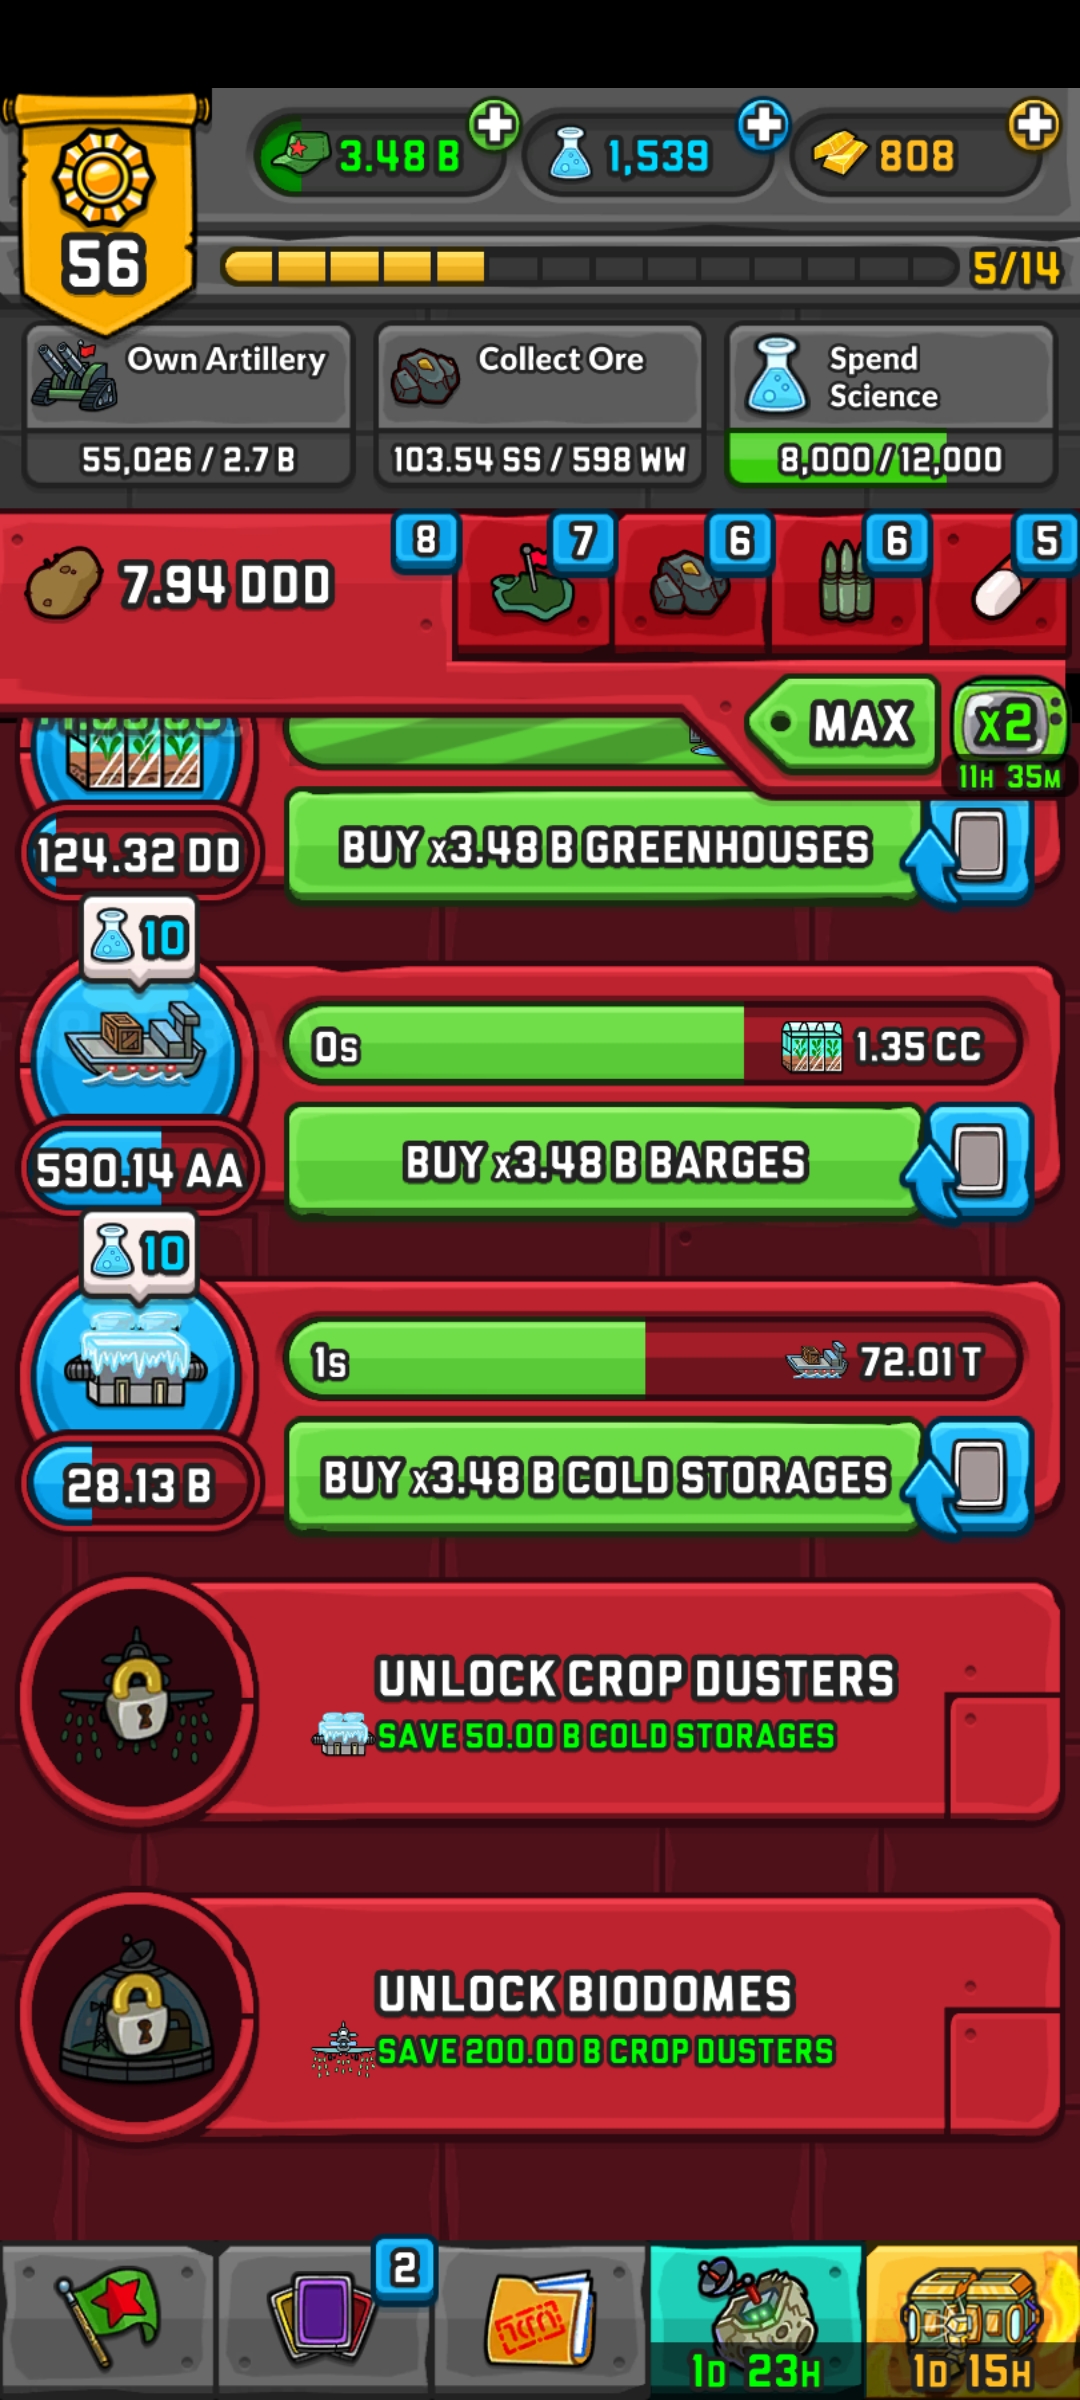 3.48 B
1,539
808
56
5/14
Own Artillery
55,026 / 2.7 B
Collect Ore
103.54 SS / 598 WW
Spend
Science
8,000 / 12,000
7.94 DDD
8
7
6
6
5
MAX
x2
11H 35M
124.32 DD
BUY x3.48 B GREENHOUSES
10
0s
1.35 CC
590.14 AA
BUY x3.48 B BARGES
10
1s
72.01 T
28.13 B
BUY x3.48 B COLD STORAGES
UNLOCK CROP DUSTERS
SAVE 50.00 B COLD STORAGES
UNLOCK BIODOMES
SAVE 200.00 B CROP DUSTERS
2
1D 23H
1D 15H